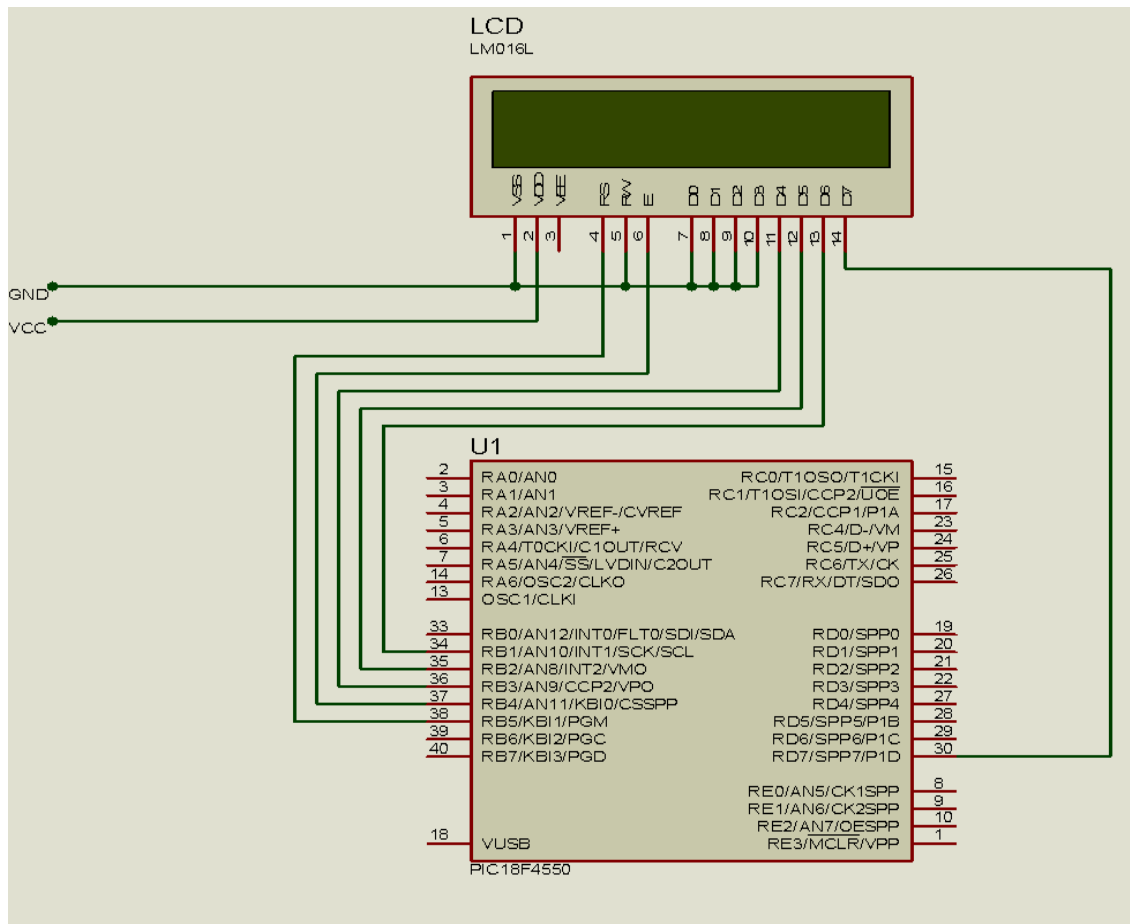 LCD
LM016L
VSS VDD VEE RS RW E D0 D1 D2 D3 D4 D5 D6 D7
1 2 3 4 5 6 7 8 9 10 11 12 13 14
GND
VCC
U1
2 RA0/AN0 RC0/T1OSO/T1CKI 15
3 RA1/AN1 RC1/T1OSI/CCP2/UOE 16
4 RA2/AN2/VREF-/CVREF RC2/CCP1/P1A 17
5 RA3/AN3/VREF+ RC4/D-/VM 23
6 RA4/T0CKI/C1OUT/RCV RC5/D+/VP 24
7 RA5/AN4/SS/LVDIN/C2OUT RC6/TX/CK 25
14 RA6/OSC2/CLKO RC7/RX/DT/SDO 26
13 OSC1/CLKI
33 RB0/AN12/INT0/FLT0/SDI/SDA RD0/SPP0 19
34 RB1/AN10/INT1/SCK/SCL RD1/SPP1 20
35 RB2/AN8/INT2/VMO RD2/SPP2 21
36 RB3/AN9/CCP2/VPO RD3/SPP3 22
37 RB4/AN11/KBI0/CSSPP RD4/SPP4 27
38 RB5/KBI1/PGM RD5/SPP5/P1B 28
39 RB6/KBI2/PGC RD6/SPP6/P1C 29
40 RB7/KBI3/PGD RD7/SPP7/P1D 30
RE0/AN5/CK1SPP 8
RE1/AN6/CK2SPP 9
RE2/AN7/OESPP 10
18 VUSB RE3/MCLR/VPP 1
PIC18F4550